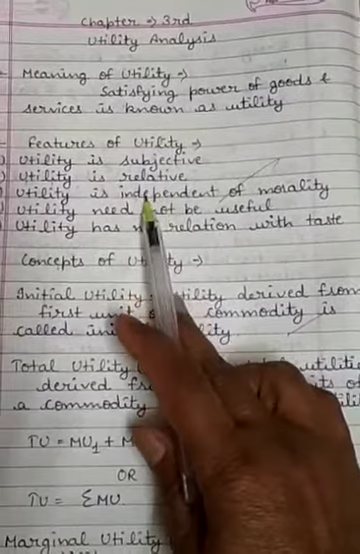 Chapter → 3rd
Utility Analysis
Meaning of Utility →
Satisfying power of goods &
services is known as utility
Features of Utility →
Utility is subjective
Utility is relative
Utility is independent of morality
Utility need not be useful
Utility has no relation with taste
Concepts of Utility →
Initial Utility : Utility derived from
first unit commodity is
called
Total Utility
derived
a commodity
TU = MU1 +
OR
TU = ΣMU
Marginal Utility